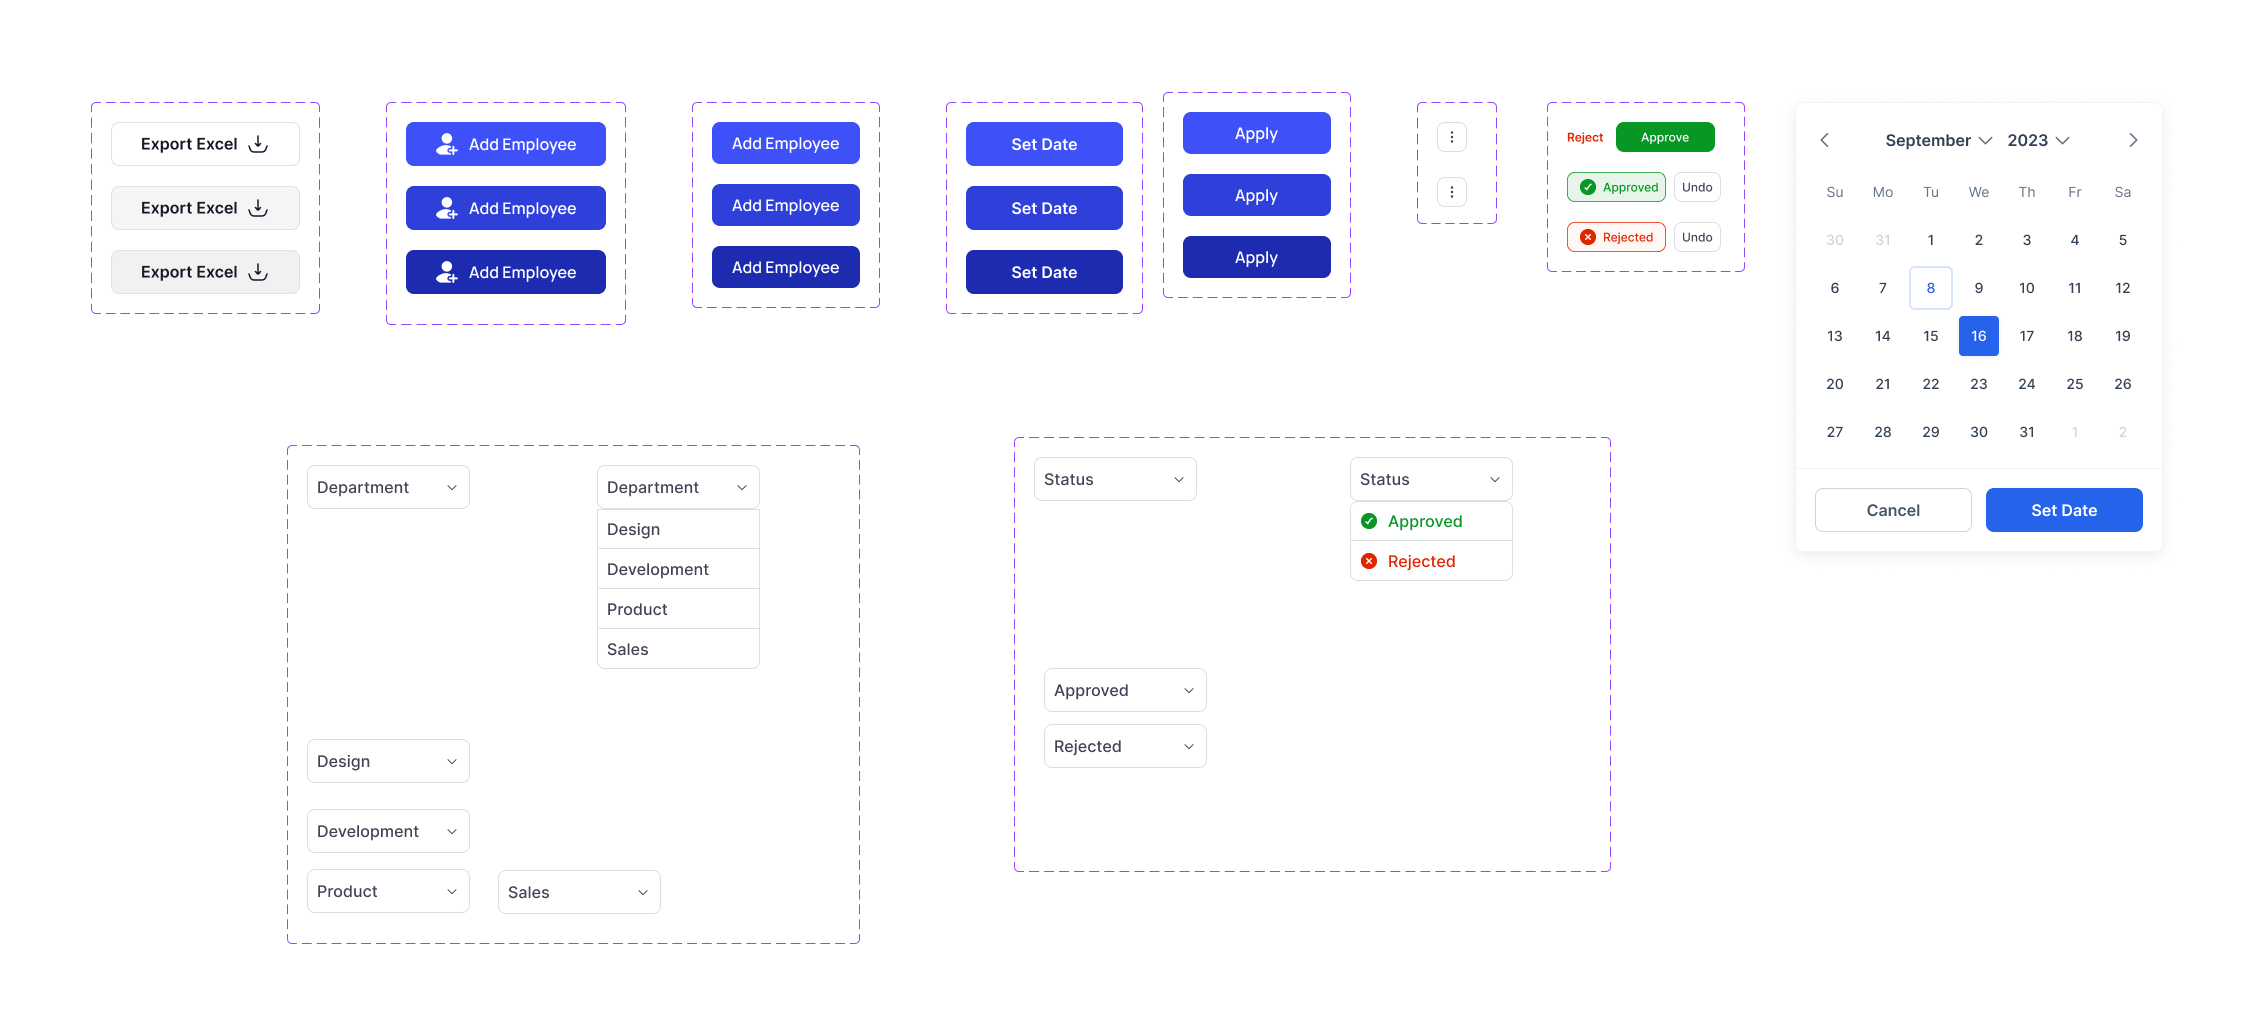 Export Excel
Export Excel
Export Excel
Add Employee
Add Employee
Add Employee
Add Employee
Add Employee
Add Employee
Set Date
Set Date
Set Date
Apply
Apply
Apply
Reject Approve
Approved Undo
Rejected Undo
September 2023
Su Mo Tu We Th Fr Sa
30 31 1 2 3 4 5
6 7 8 9 10 11 12
13 14 15 16 17 18 19
20 21 22 23 24 25 26
27 28 29 30 31 1 2
Cancel Set Date
Department
Department
Design
Development
Product
Sales
Design
Development
Product
Sales
Status
Status
Approved
Rejected
Approved
Rejected